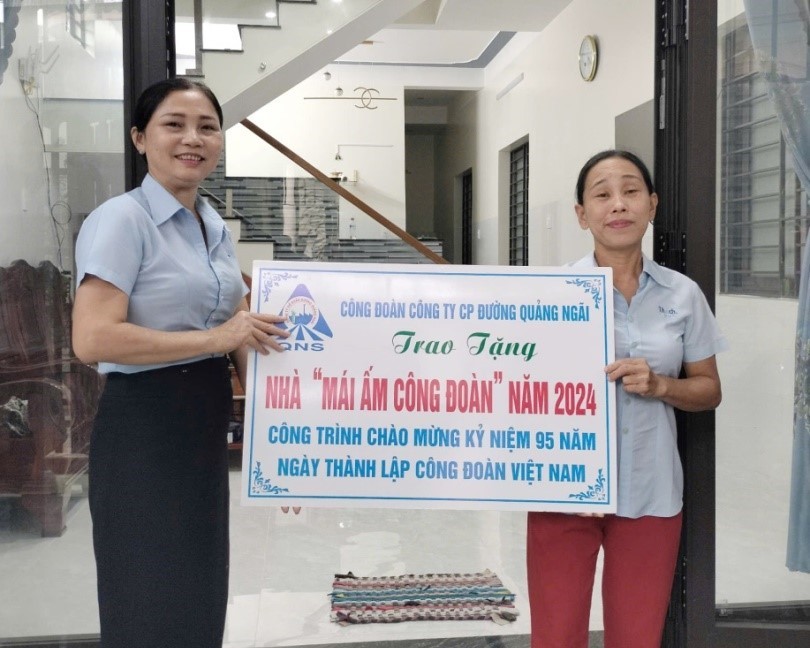 CÔNG ĐOÀN CÔNG TY CP ĐƯỜNG QUẢNG NGÃI
QNS
Trao Tặng
NHÀ "MÁI ẤM CÔNG ĐOÀN" NĂM 2024
CÔNG TRÌNH CHÀO MỪNG KỶ NIỆM 95 NĂM
NGÀY THÀNH LẬP CÔNG ĐOÀN VIỆT NAM